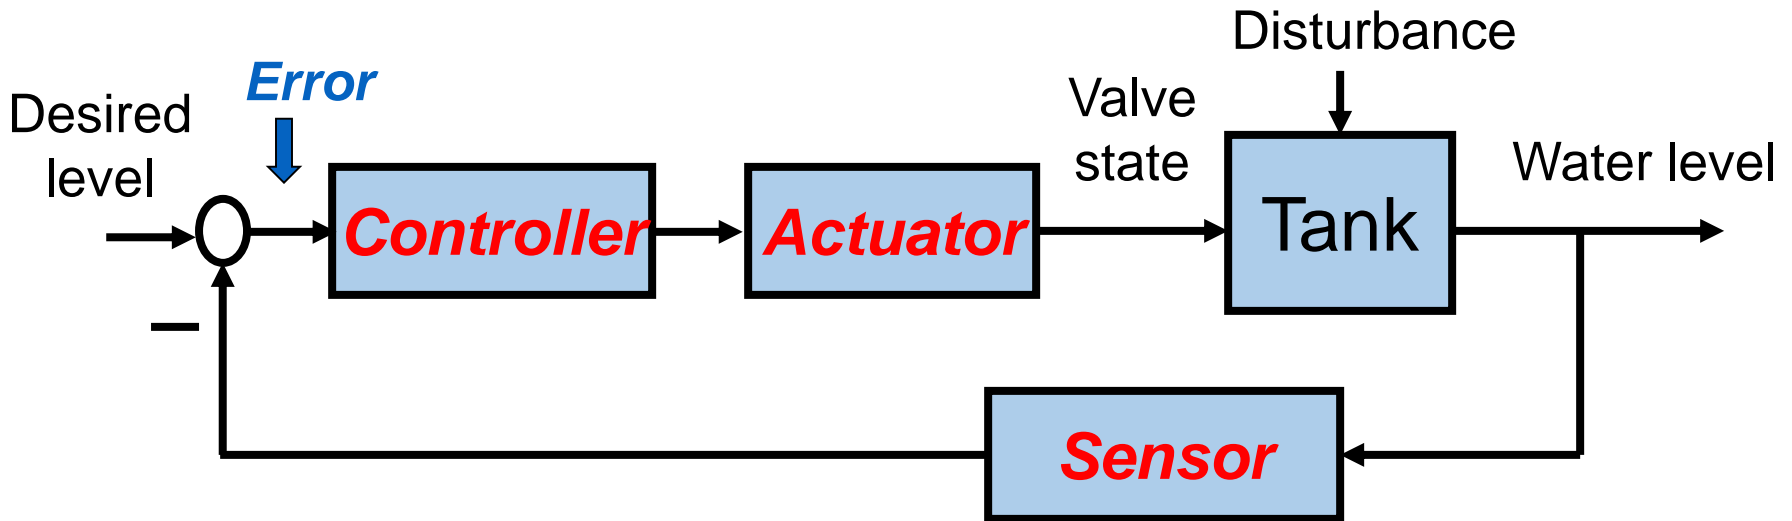 Disturbance
Error
Valve
state
Desired
level
Water level
Controller
Actuator
Tank
–
Sensor